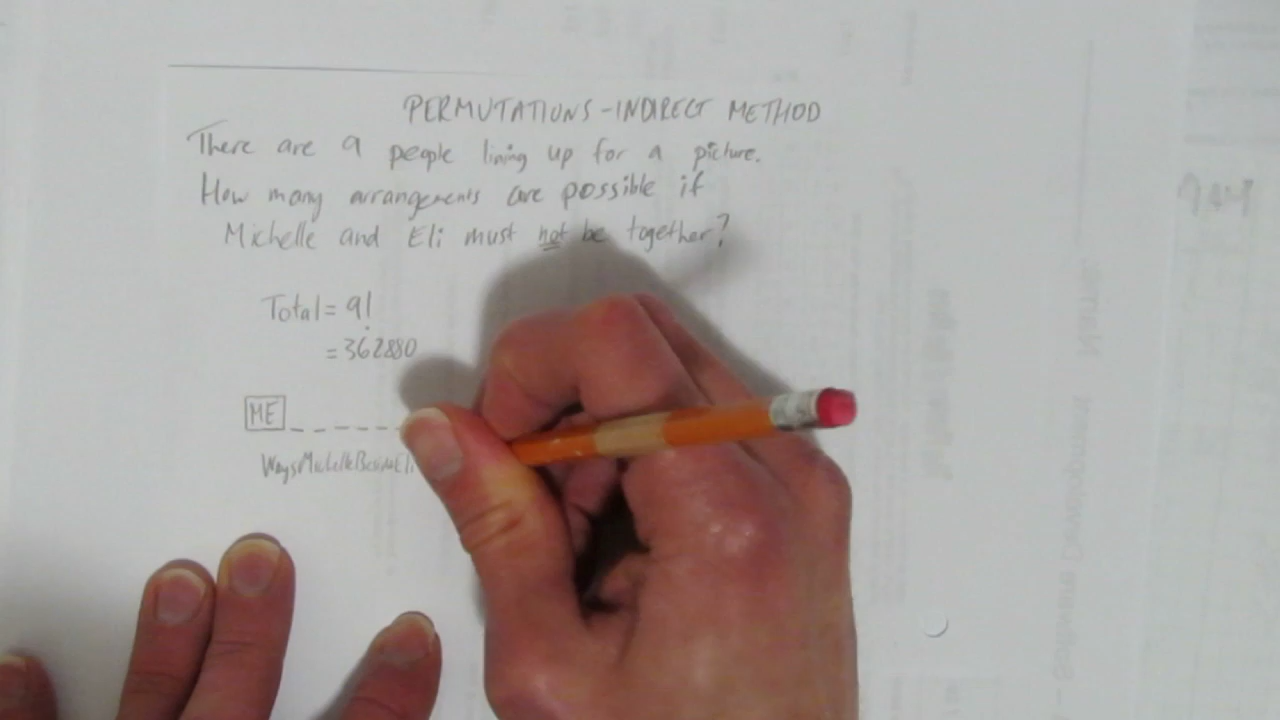 PERMUTATIONS-INDIRECT METHOD
There are 9 people lining up for a picture.
How many arrangements are possible if
Michelle and Eli must not be together?
Total = 9!
= 362880
ME
WaysMichelleBesideEli